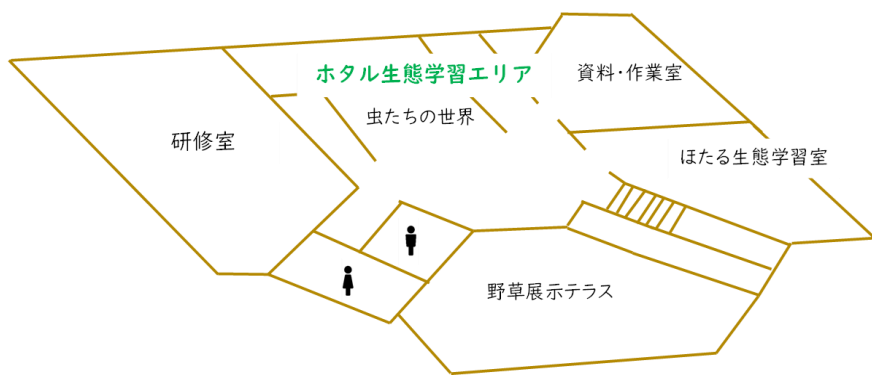 ホタル生態学習エリア
資料・作業室
虫たちの世界
研修室
ほたる生態学習室
野草展示テラス